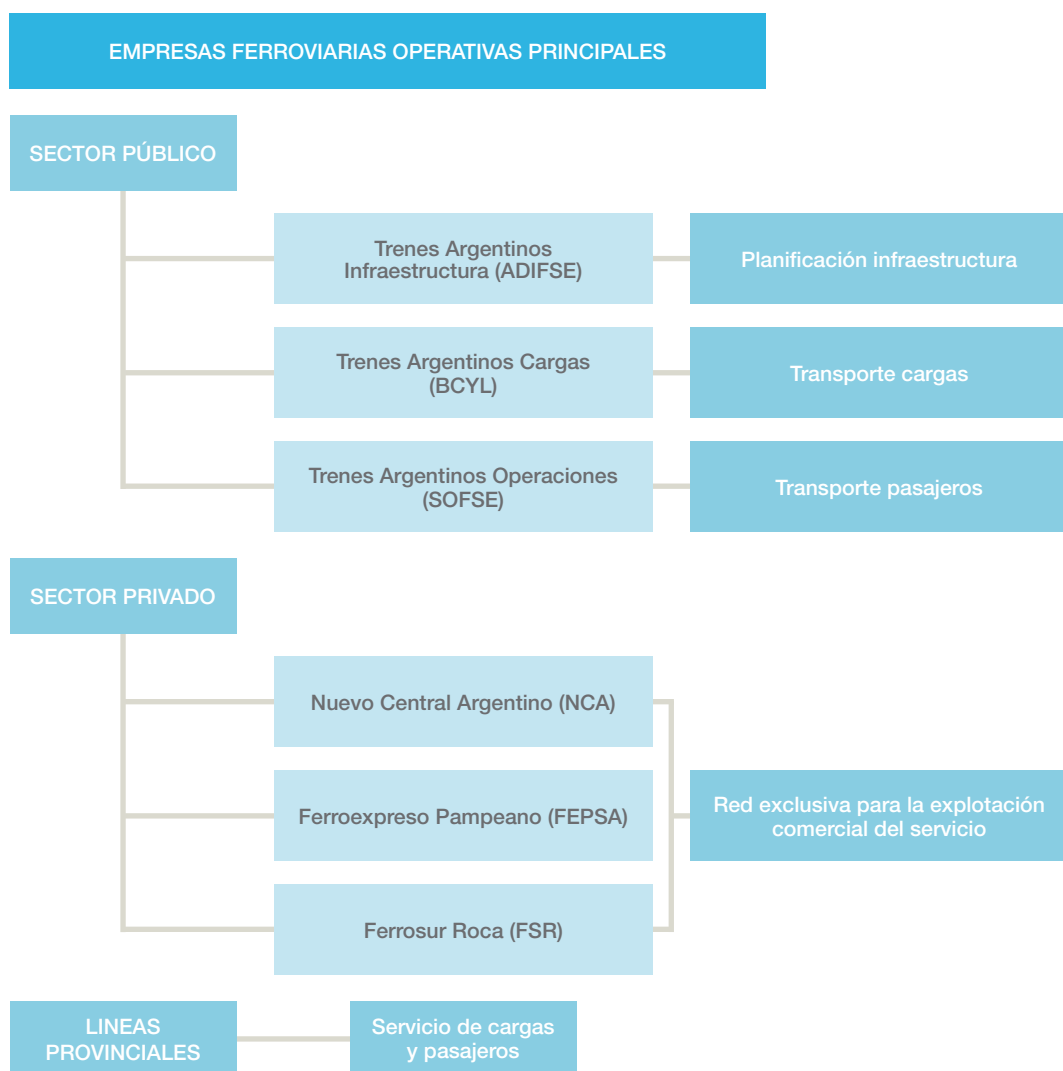 EMPRESAS FERROVIARIAS OPERATIVAS PRINCIPALES
SECTOR PÚBLICO
Trenes Argentinos
Infraestructura (ADIFSE)
Planificación infraestructura
Trenes Argentinos Cargas
(BCYL)
Transporte cargas
Trenes Argentinos Operaciones
(SOFSE)
Transporte pasajeros
SECTOR PRIVADO
Nuevo Central Argentino (NCA)
Ferroexpreso Pampeano (FEPSA)
Ferrosur Roca (FSR)
Red exclusiva para la explotación
comercial del servicio
LINEAS
PROVINCIALES
Servicio de cargas
y pasajeros